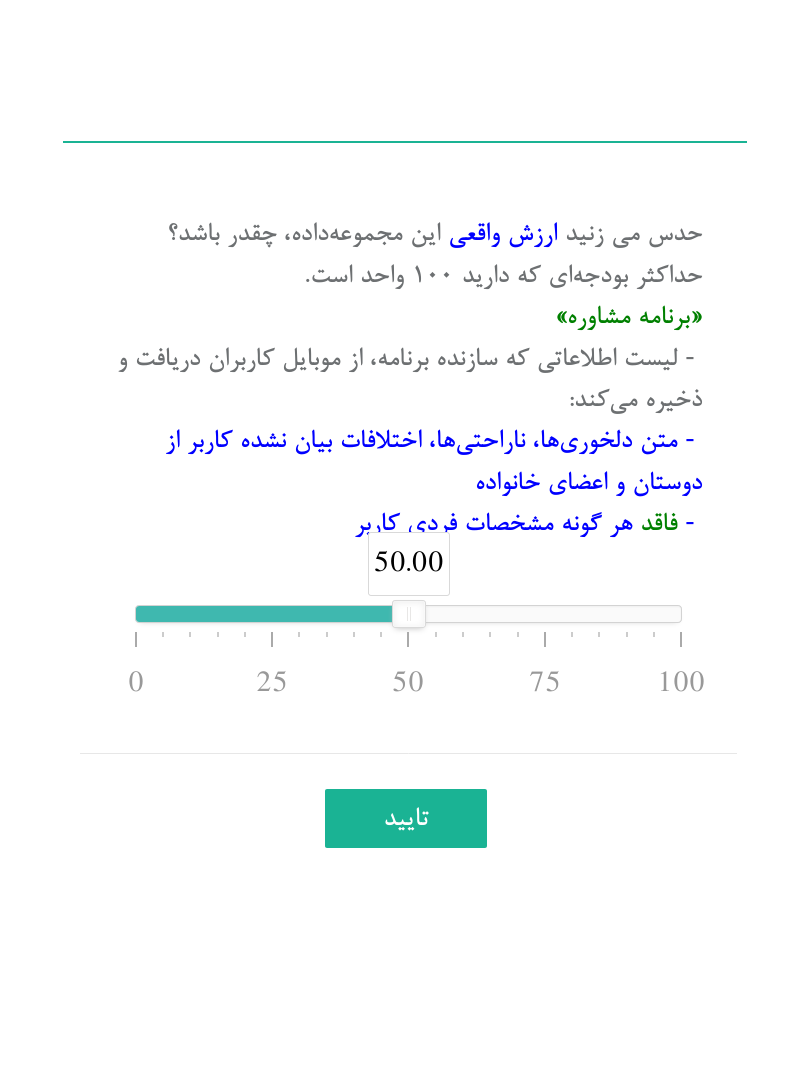 حدس می زنید ارزش واقعی این مجموعه‌داده، چقدر باشد؟
حداکثر بودجه‌ای که دارید ۱۰۰ واحد است.
«برنامه مشاوره»
- لیست اطلاعاتی که سازنده برنامه، از موبایل کاربران دریافت و
ذخیره می‌کند:
- متن دلخوری‌ها، ناراحتی‌ها، اختلافات بیان نشده کاربر از
دوستان و اعضای خانواده
- فاقد هر گونه مشخصات فردی کاربر
50.00
0 25 50 75 100
تایید